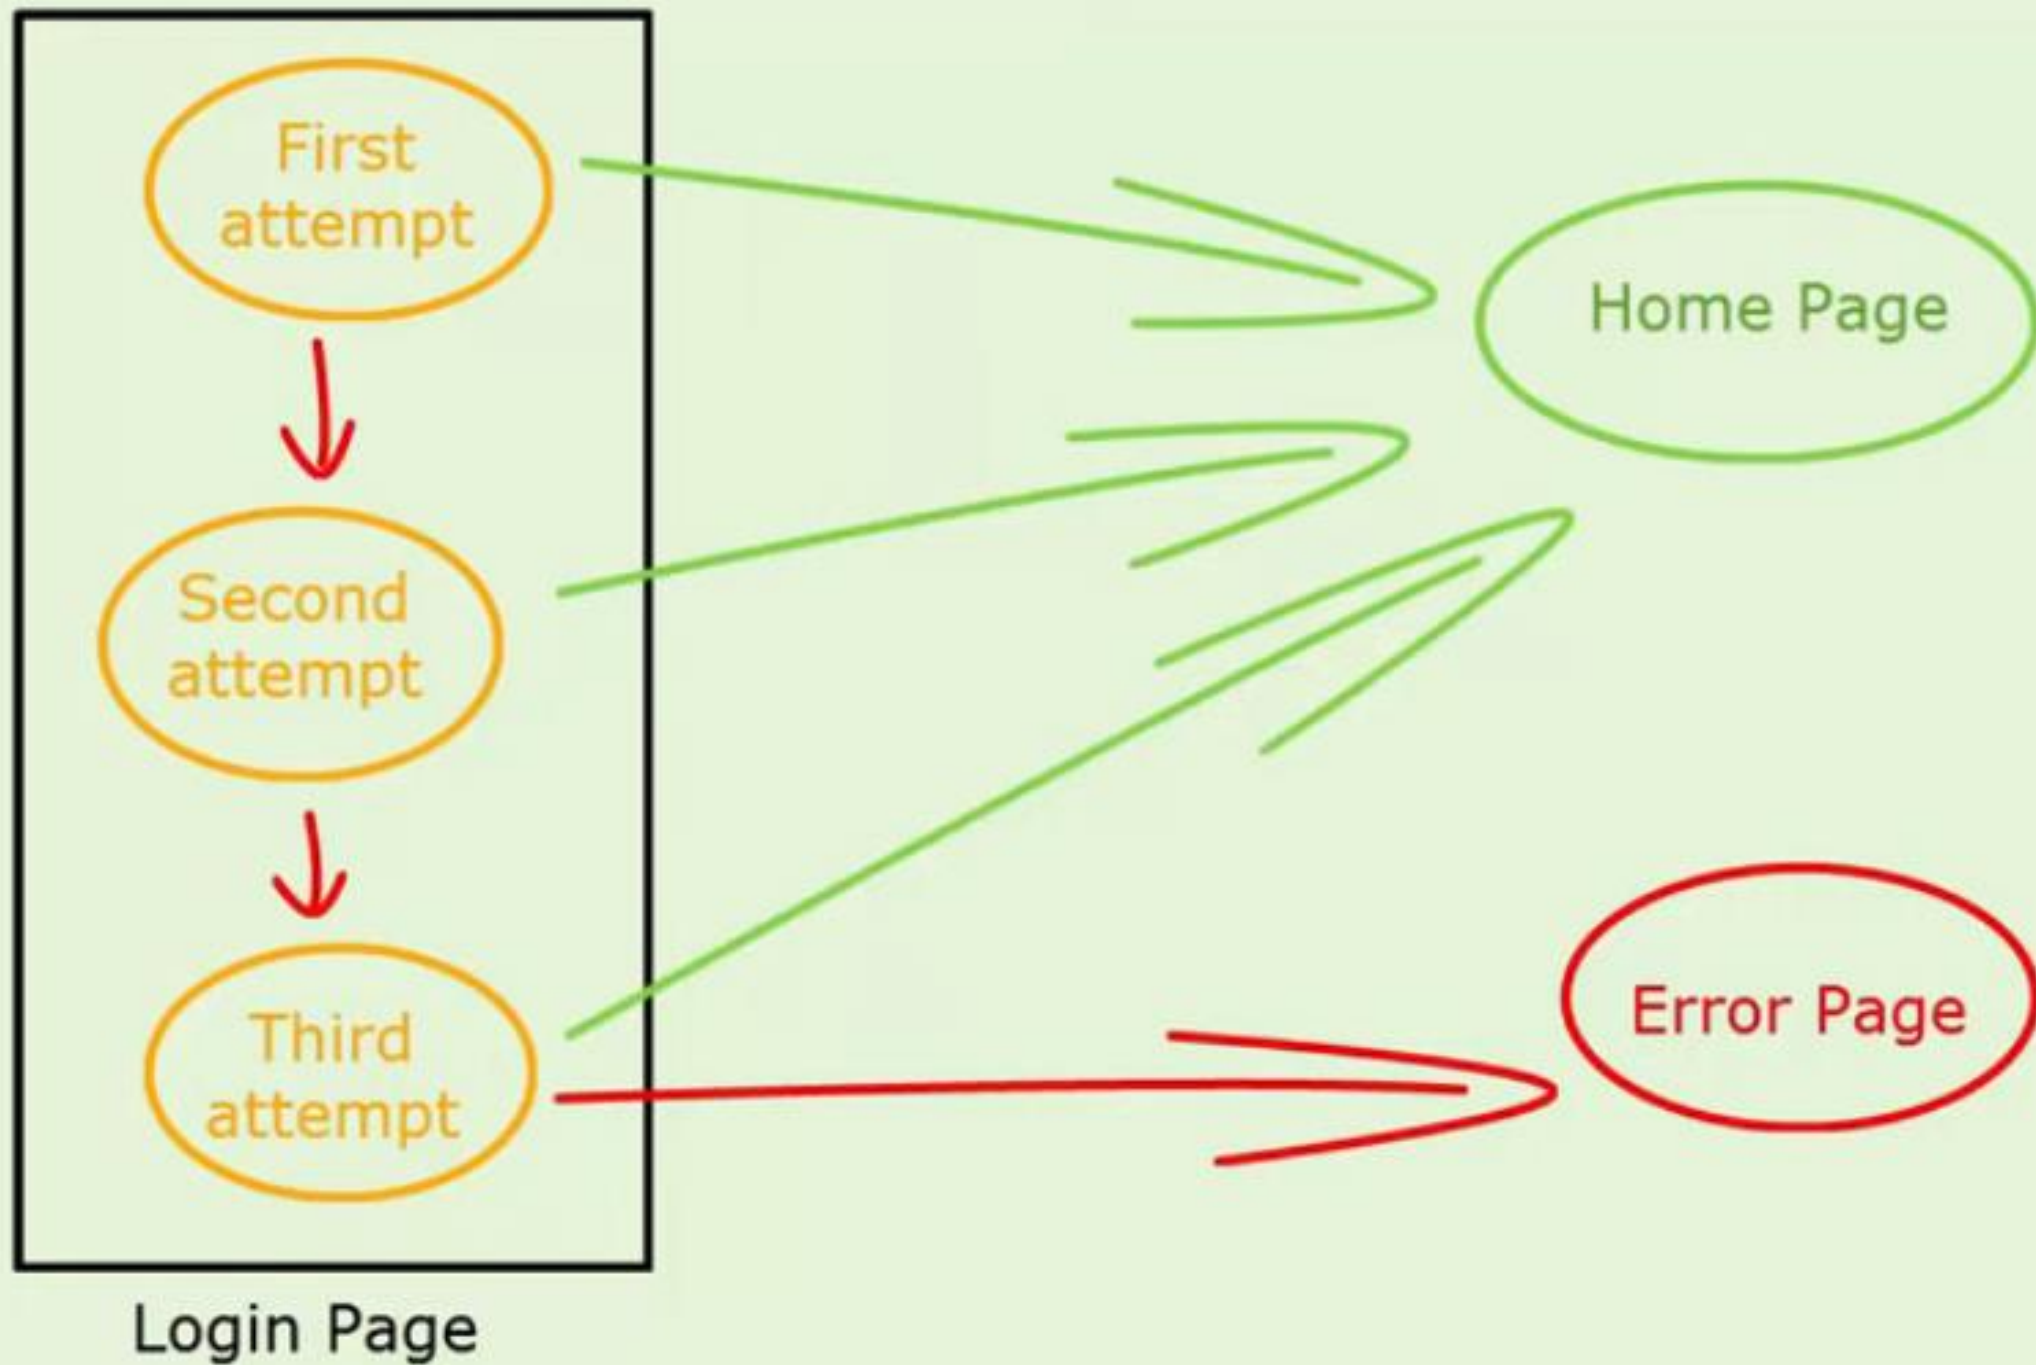 First
attempt
Home Page
Second
attempt
Third
attempt
Error Page
Login Page